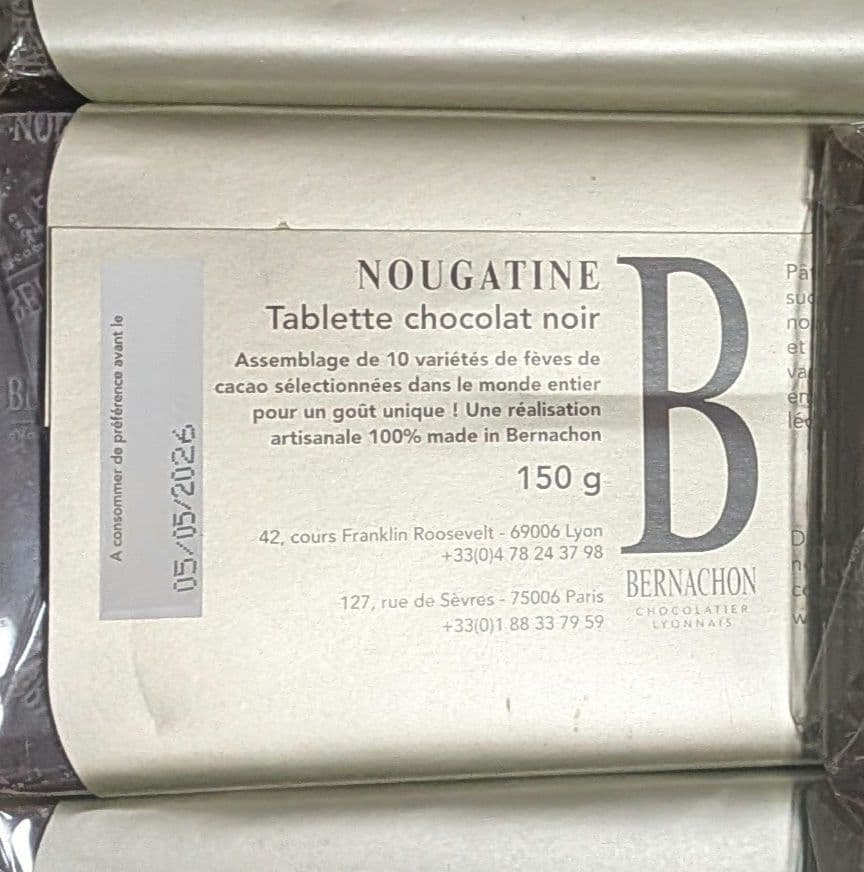 A consommer de préférence avant le
05/05/2026
NOUGATINE
Tablette chocolat noir
Assemblage de 10 variétés de fèves de
cacao sélectionnées dans le monde entier
pour un goût unique ! Une réalisation
artisanale 100% made in Bernachon
150 g
42, cours Franklin Roosevelt - 69006 Lyon
+33(0)4 78 24 37 98
127, rue de Sèvres - 75006 Paris
+33(0)1 88 33 79 59
B
BERNACHON
CHOCOLATIER
LYONNAIS
et